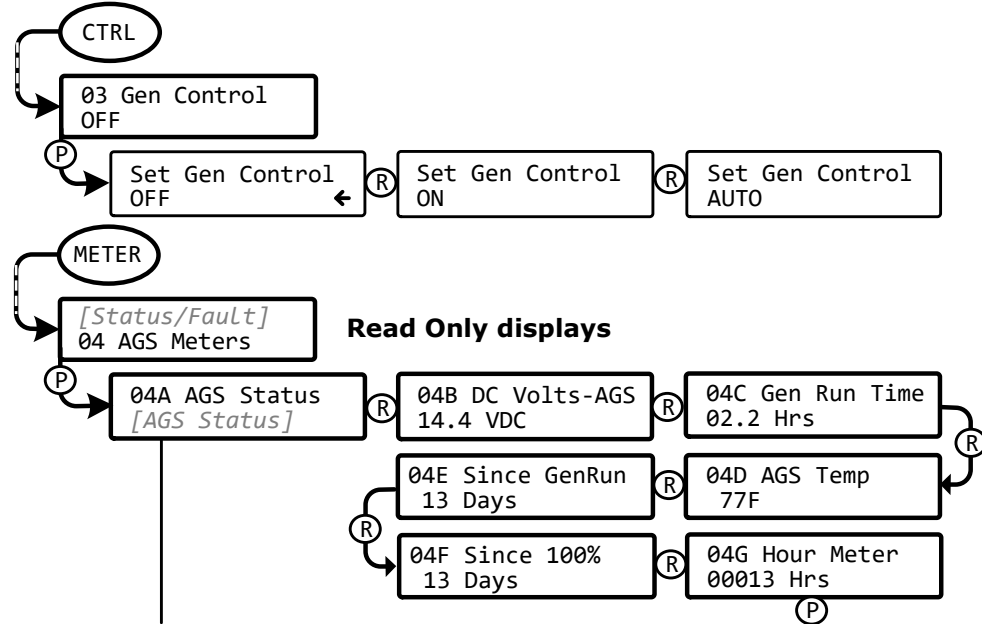 CTRL
03 Gen Control
OFF
P
Set Gen Control
OFF ←
R
Set Gen Control
ON
R
Set Gen Control
AUTO
METER
[Status/Fault]
04 AGS Meters
Read Only displays
P
04A AGS Status
[AGS Status]
R
04B DC Volts-AGS
14.4 VDC
R
04C Gen Run Time
02.2 Hrs
R
04D AGS Temp
77F
R
04E Since GenRun
13 Days
R
04F Since 100%
13 Days
R
04G Hour Meter
00013 Hrs
P